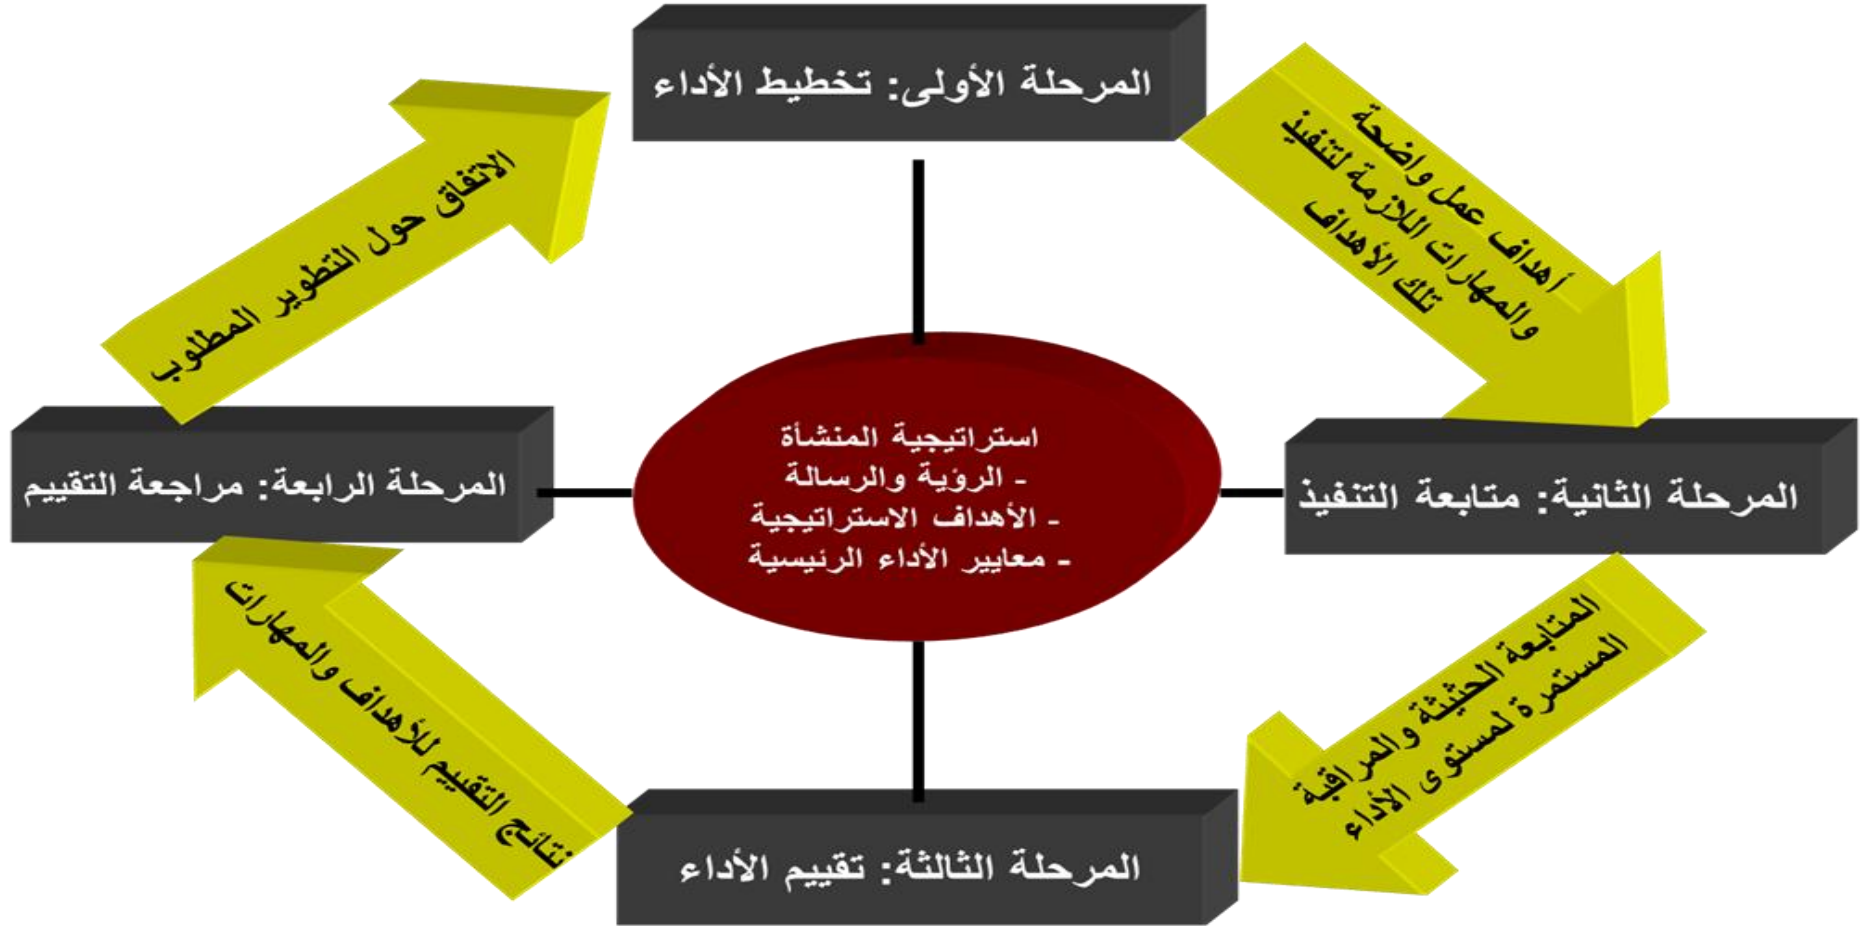 المرحلة الأولى: تخطيط الأداء
أهداف عمل واضحة
والمهارات اللازمة لتنفيذ
تلك الأهداف
المرحلة الثانية: متابعة التنفيذ
المتابعة الحثيثة والمراقبة
المستمرة لمستوى الأداء
المرحلة الثالثة: تقييم الأداء
نتائج التقييم للأهداف والمهارات
المرحلة الرابعة: مراجعة التقييم
الاتفاق حول التطوير المطلوب
استراتيجية المنشأة
- الرؤية والرسالة
- الأهداف الاستراتيجية
- معايير الأداء الرئيسية